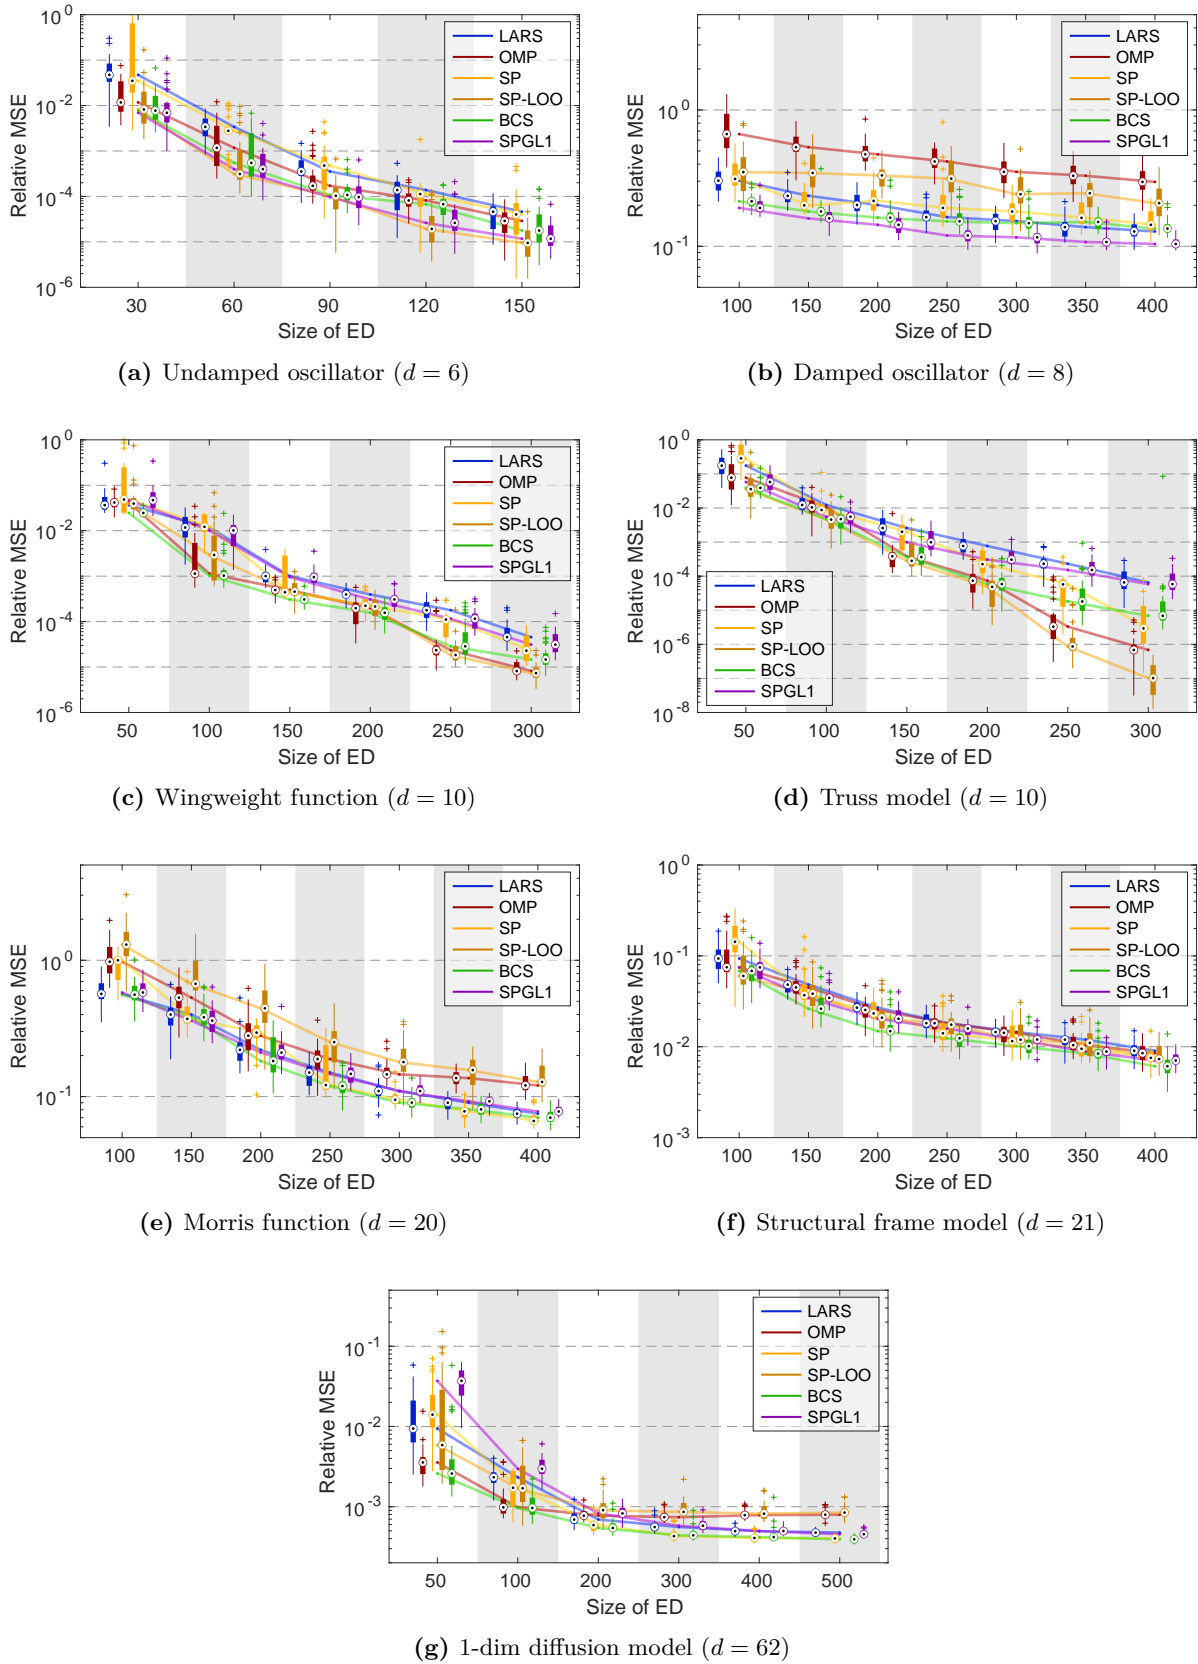 10^0
10^-2
10^-4
10^-6
Relative MSE
30 60 90 120 150
Size of ED
LARS
OMP
SP
SP-LOO
BCS
SPGL1
(a) Undamped oscillator (d = 6)
10^0
10^-1
Relative MSE
100 150 200 250 300 350 400
Size of ED
LARS
OMP
SP
SP-LOO
BCS
SPGL1
(b) Damped oscillator (d = 8)
10^0
10^-2
10^-4
10^-6
Relative MSE
50 100 150 200 250 300
Size of ED
LARS
OMP
SP
SP-LOO
BCS
SPGL1
(c) Wingweight function (d = 10)
10^0
10^-2
10^-4
10^-6
10^-8
Relative MSE
50 100 150 200 250 300
Size of ED
LARS
OMP
SP
SP-LOO
BCS
SPGL1
(d) Truss model (d = 10)
10^0
10^-1
Relative MSE
100 150 200 250 300 350 400
Size of ED
LARS
OMP
SP
SP-LOO
BCS
SPGL1
(e) Morris function (d = 20)
10^0
10^-1
10^-2
10^-3
Relative MSE
100 150 200 250 300 350 400
Size of ED
LARS
OMP
SP
SP-LOO
BCS
SPGL1
(f) Structural frame model (d = 21)
10^-1
10^-2
10^-3
Relative MSE
50 100 200 300 400 500
Size of ED
LARS
OMP
SP
SP-LOO
BCS
SPGL1
(g) 1-dim diffusion model (d = 62)